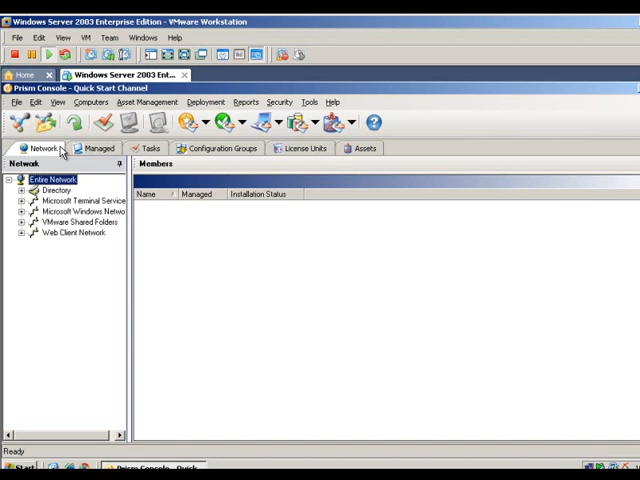 Windows Server 2003 Enterprise Edition - VMware Workstation
File Edit View VM Team Windows Help
Home Windows Server 2003 Ent...
Prism Console - Quick Start Channel
File Edit View Computers Asset Management Deployment Reports Security Tools Help
Network Managed Tasks Configuration Groups License Units Assets
Network Members
Name Managed Installation Status
Entire Network
Directory
Microsoft Terminal Service
Microsoft Windows Netwo
VMware Shared Folders
Web Client Network
Ready
Start Prism Console - Quick